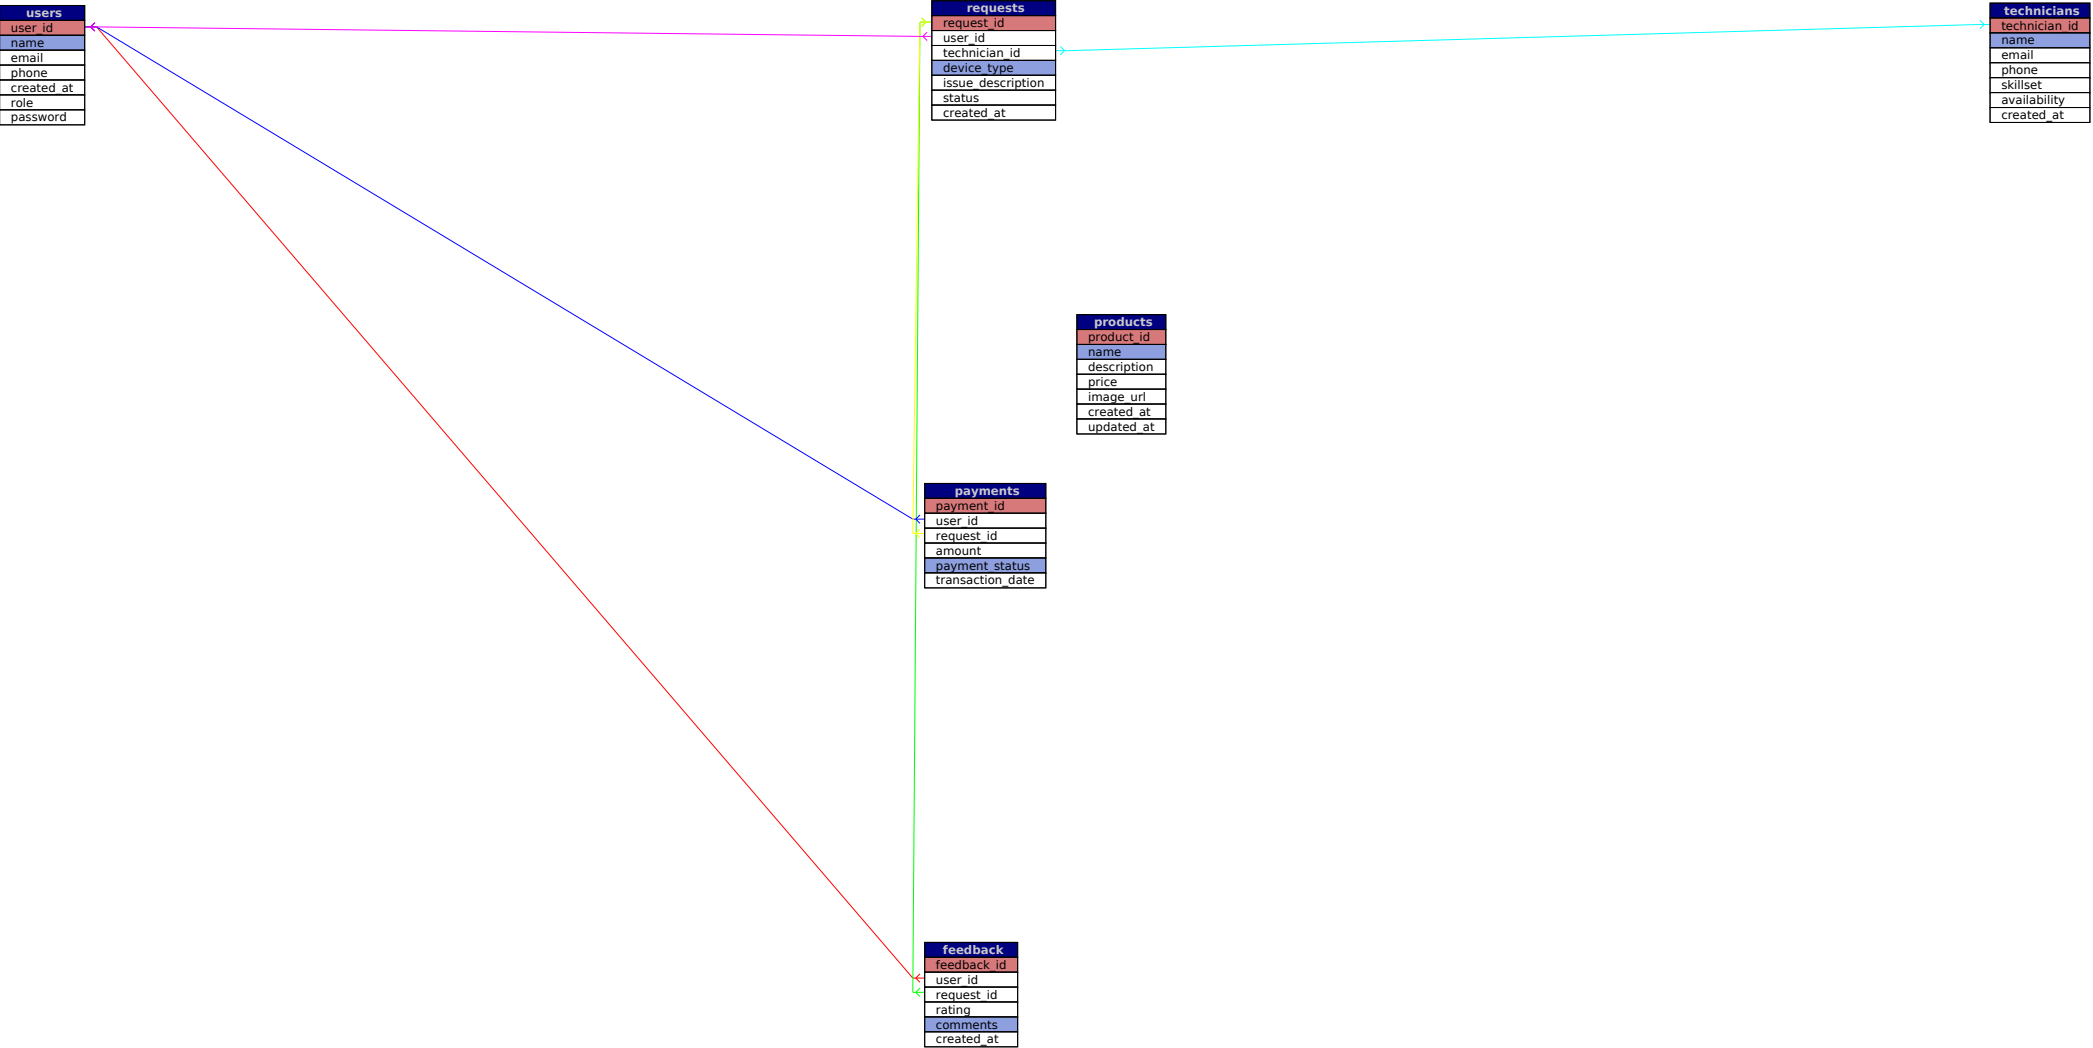 users
user_id
name
email
phone
created_at
role
password
requests
request_id
user_id
technician_id
device_type
issue_description
status
created_at
technicians
technician_id
name
email
phone
skillset
availability
created_at
products
product_id
name
description
price
image_url
created_at
updated_at
payments
payment_id
user_id
request_id
amount
payment_status
transaction_date
feedback
feedback_id
user_id
request_id
rating
comments
created_at